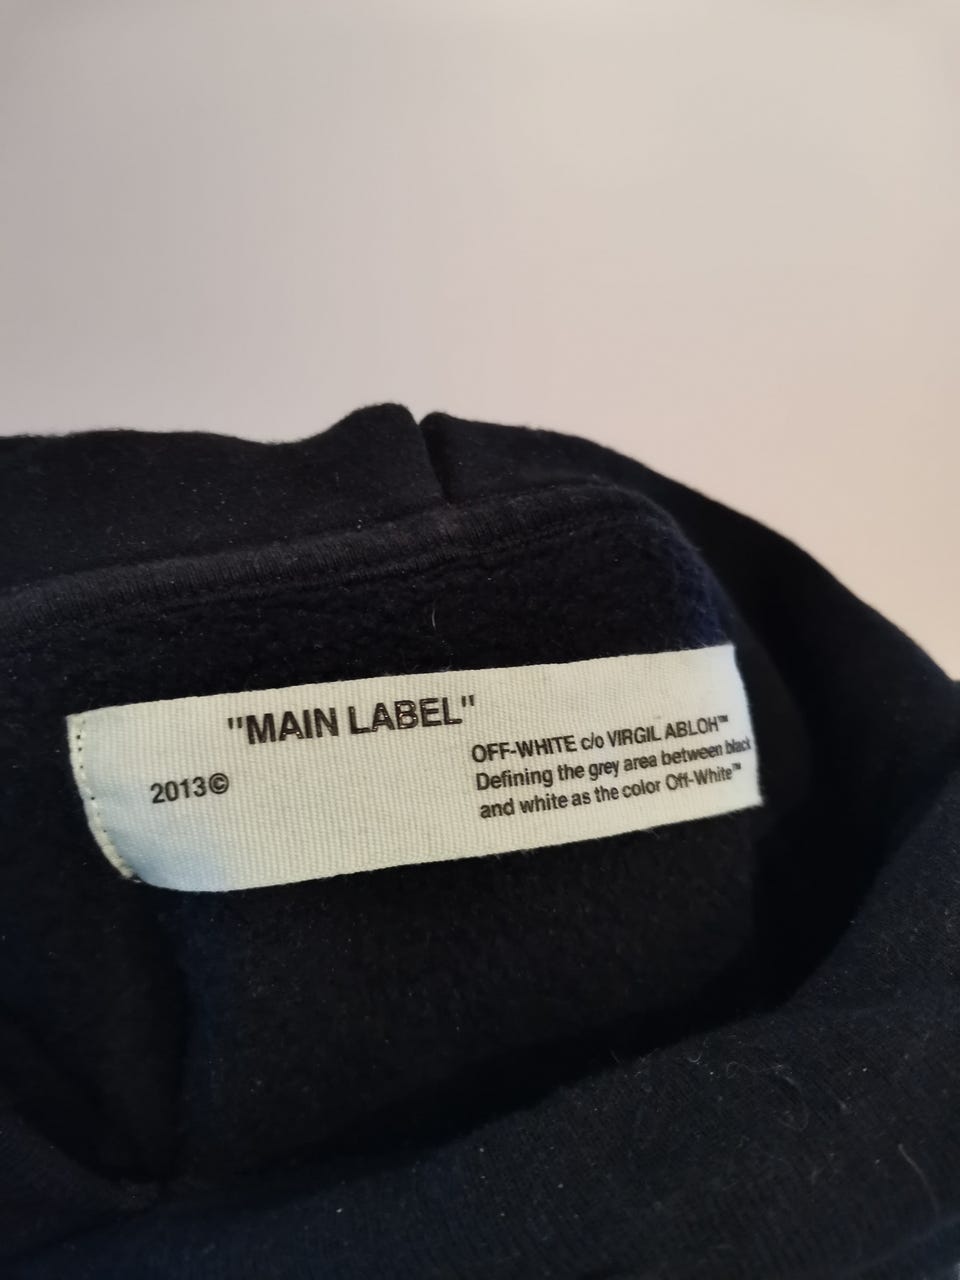 "MAIN LABEL"
2013©
OFF-WHITE c/o VIRGIL ABLOH™
Defining the grey area between black
and white as the color Off-White™